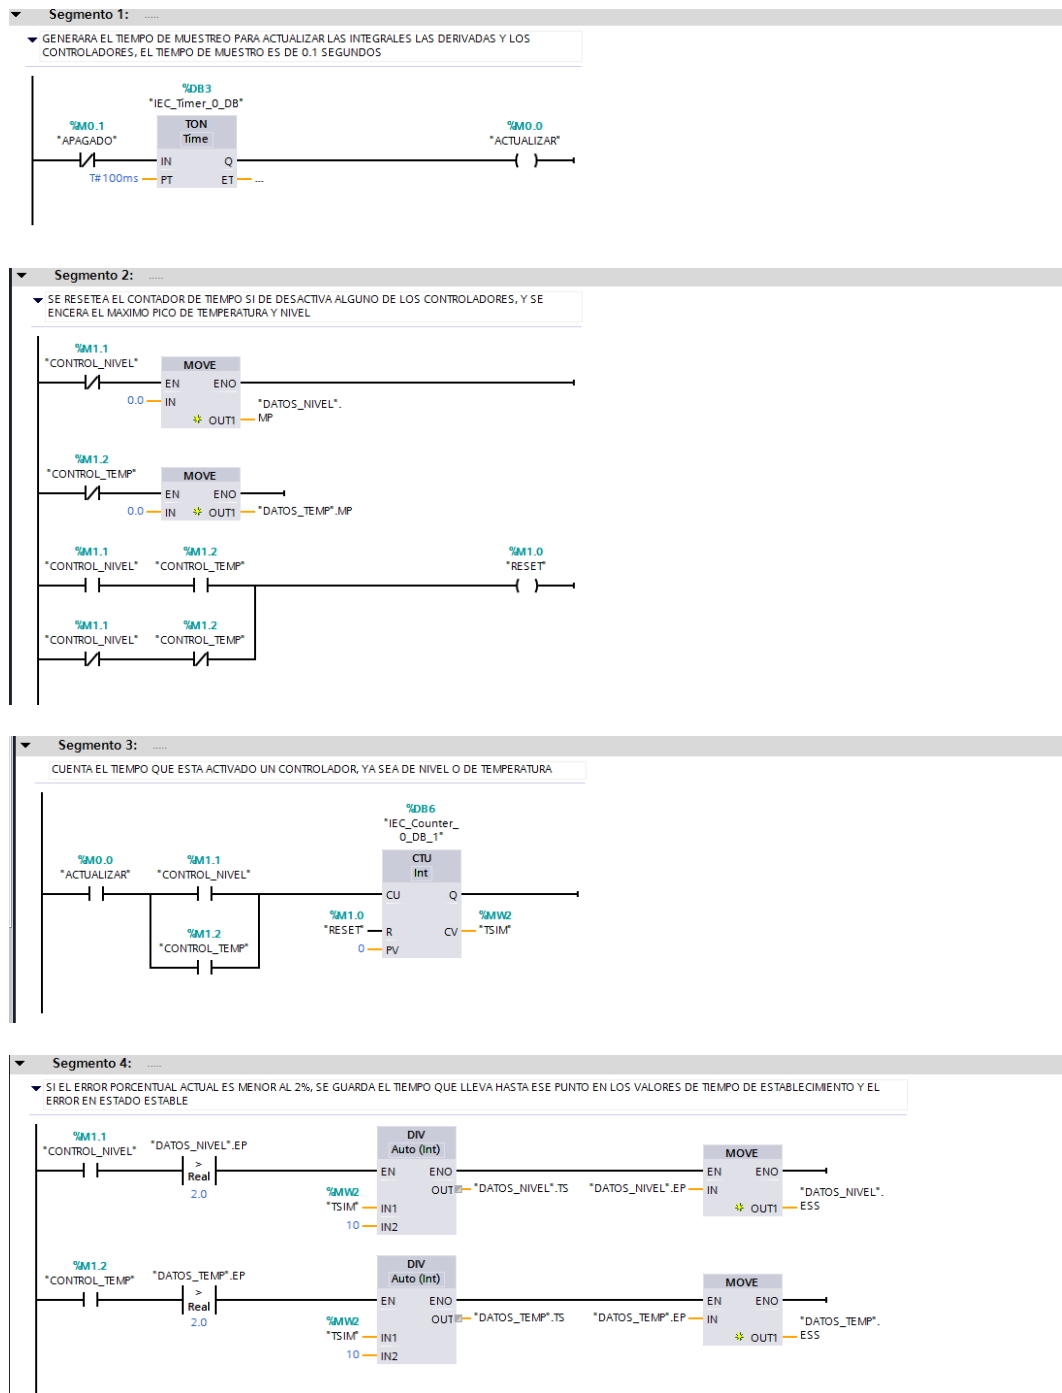 Segmento 1: .....
GENERARA EL TIEMPO DE MUESTREO PARA ACTUALIZAR LAS INTEGRALES LAS DERIVADAS Y LOS
CONTROLADORES, EL TIEMPO DE MUESTRO ES DE 0.1 SEGUNDOS
%DB3
"IEC_Timer_0_DB"
%M0.1
"APAGADO"
TON
Time
%M0.0
"ACTUALIZAR"
IN Q
T#100ms PT ET ...
Segmento 2: .....
SE RESETEA EL CONTADOR DE TIEMPO SI DE DESACTIVA ALGUNO DE LOS CONTROLADORES, Y SE
ENCERA EL MAXIMO PICO DE TEMPERATURA Y NIVEL
%M1.1
"CONTROL_NIVEL"
MOVE
EN ENO
0.0 IN
OUT1
"DATOS_NIVEL".
MP
%M1.2
"CONTROL_TEMP"
MOVE
EN ENO
0.0 IN OUT1 "DATOS_TEMP".MP
%M1.1 %M1.2 %M1.0
"CONTROL_NIVEL" "CONTROL_TEMP" "RESET"
%M1.1 %M1.2
"CONTROL_NIVEL" "CONTROL_TEMP"
Segmento 3: .....
CUENTA EL TIEMPO QUE ESTA ACTIVADO UN CONTROLADOR, YA SEA DE NIVEL O DE TEMPERATURA
%DB6
"IEC_Counter_
0_DB_1"
%M0.0 %M1.1
"ACTUALIZAR" "CONTROL_NIVEL"
CTU
Int
CU Q
%M1.0
"RESET" R
CV
%MW2
"TSIM"
0 PV
%M1.2
"CONTROL_TEMP"
Segmento 4: .....
SI EL ERROR PORCENTUAL ACTUAL ES MENOR AL 2%, SE GUARDA EL TIEMPO QUE LLEVA HASTA ESE PUNTO EN LOS VALORES DE TIEMPO DE ESTABLECIMIENTO Y EL
ERROR EN ESTADO ESTABLE
%M1.1
"CONTROL_NIVEL"
"DATOS_NIVEL".EP
>
Real
2.0
DIV
Auto (Int)
EN ENO
OUT "DATOS_NIVEL".TS
%MW2
"TSIM" IN1
10 IN2
MOVE
EN ENO
"DATOS_NIVEL".EP IN
OUT1
"DATOS_NIVEL".
ESS
%M1.2
"CONTROL_TEMP"
"DATOS_TEMP".EP
>
Real
2.0
DIV
Auto (Int)
EN ENO
OUT "DATOS_TEMP".TS
%MW2
"TSIM" IN1
10 IN2
MOVE
EN ENO
"DATOS_TEMP".EP IN
OUT1
"DATOS_TEMP".
ESS